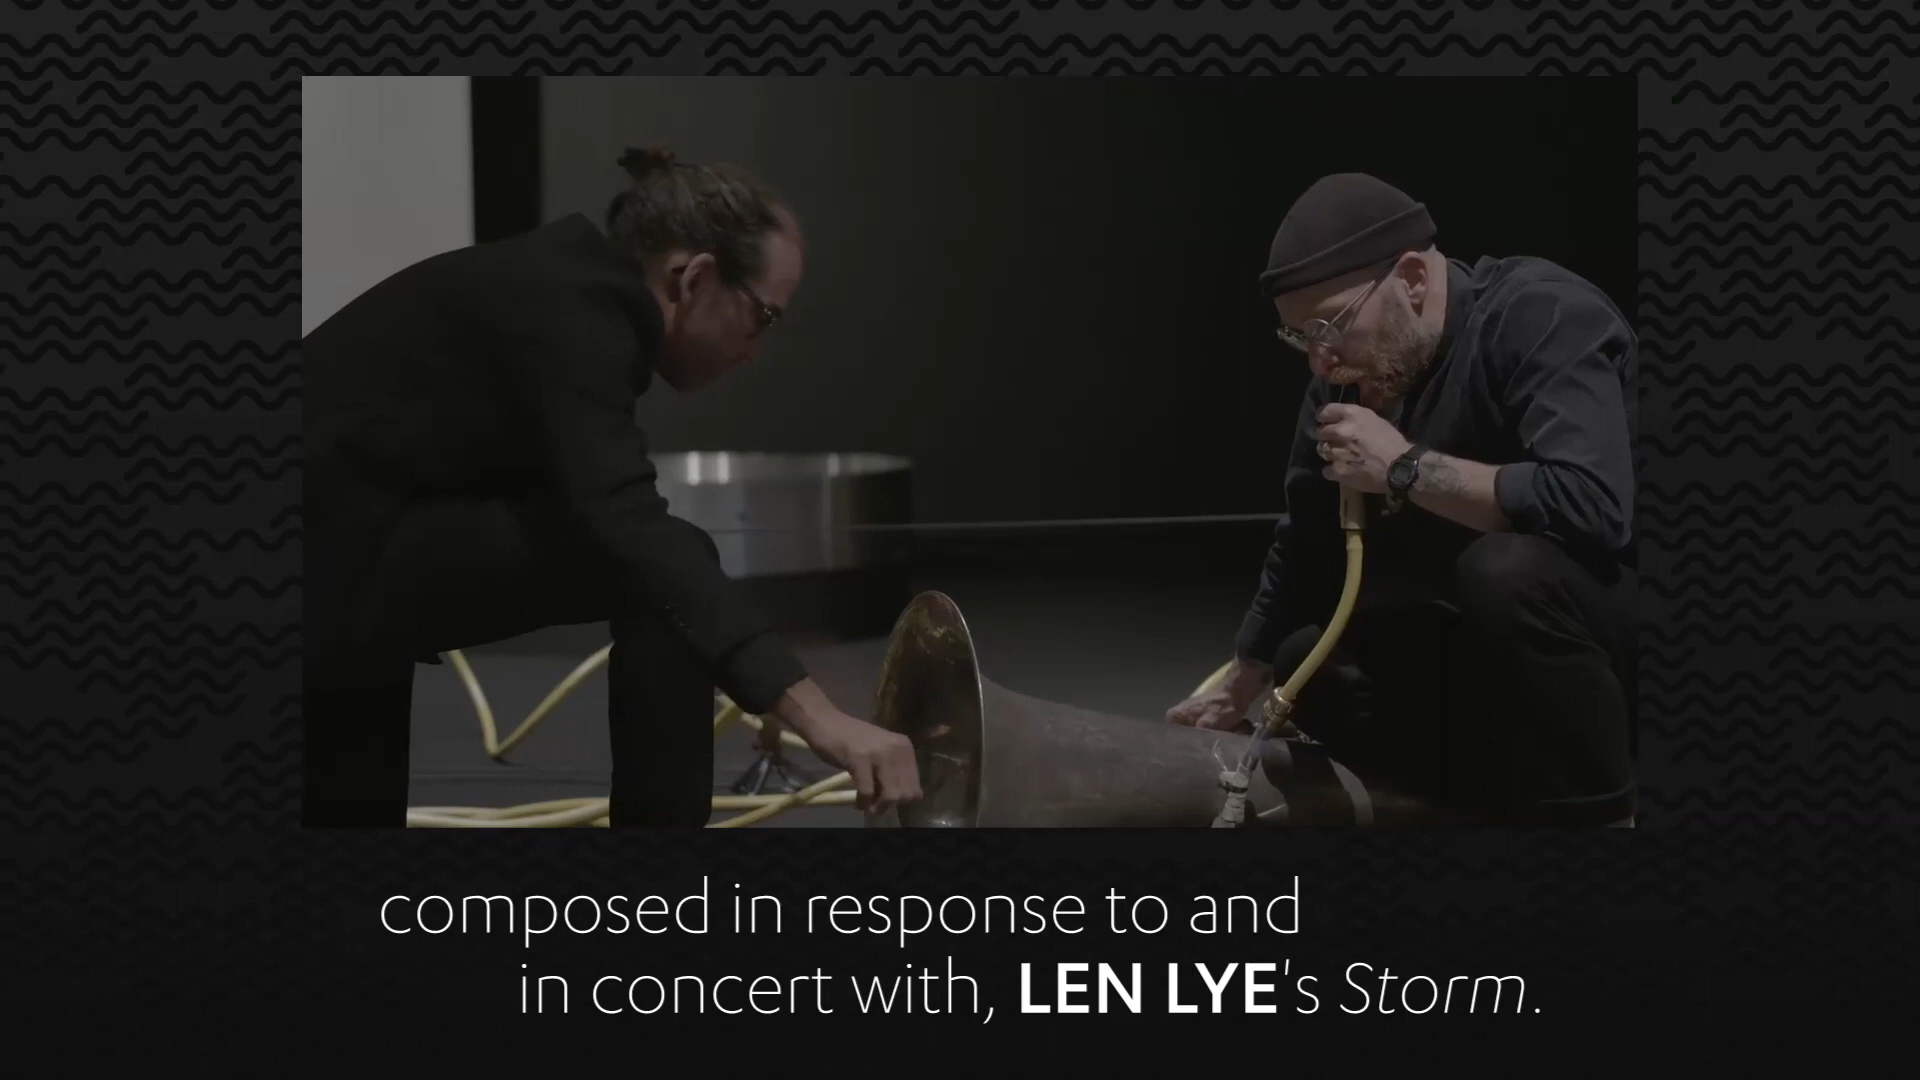 composed in response to and
in concert with, LEN LYE's Storm.